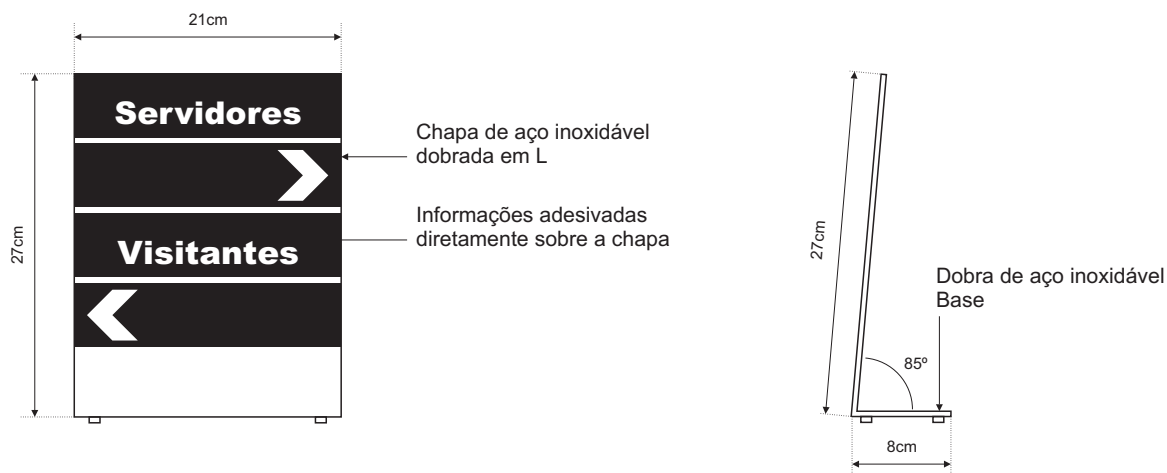 21cm
27cm
Servidores
Visitantes
Chapa de aço inoxidável
dobrada em L
Informações adesivadas
diretamente sobre a chapa
27cm
Dobra de aço inoxidável
Base
85º
8cm